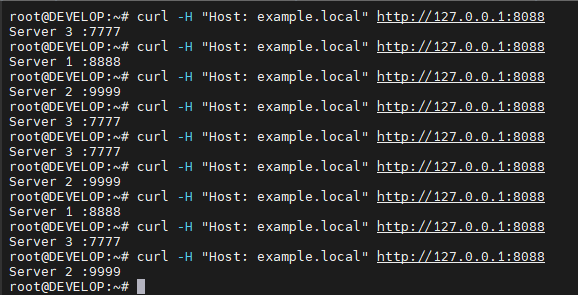 root@DEVELOP:~# curl -H "Host: example.local" http://127.0.0.1:8088
Server 3 :7777
root@DEVELOP:~# curl -H "Host: example.local" http://127.0.0.1:8088
Server 1 :8888
root@DEVELOP:~# curl -H "Host: example.local" http://127.0.0.1:8088
Server 2 :9999
root@DEVELOP:~# curl -H "Host: example.local" http://127.0.0.1:8088
Server 3 :7777
root@DEVELOP:~# curl -H "Host: example.local" http://127.0.0.1:8088
Server 3 :7777
root@DEVELOP:~# curl -H "Host: example.local" http://127.0.0.1:8088
Server 2 :9999
root@DEVELOP:~# curl -H "Host: example.local" http://127.0.0.1:8088
Server 1 :8888
root@DEVELOP:~# curl -H "Host: example.local" http://127.0.0.1:8088
Server 3 :7777
root@DEVELOP:~# curl -H "Host: example.local" http://127.0.0.1:8088
Server 2 :9999
root@DEVELOP:~#